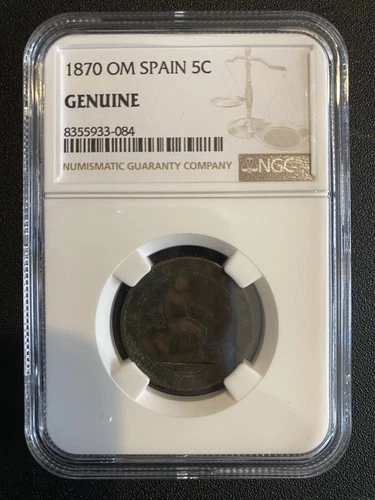 1870 OM SPAIN 5C
GENUINE
8355933-084
NUMISMATIC GUARANTY COMPANY
NGC